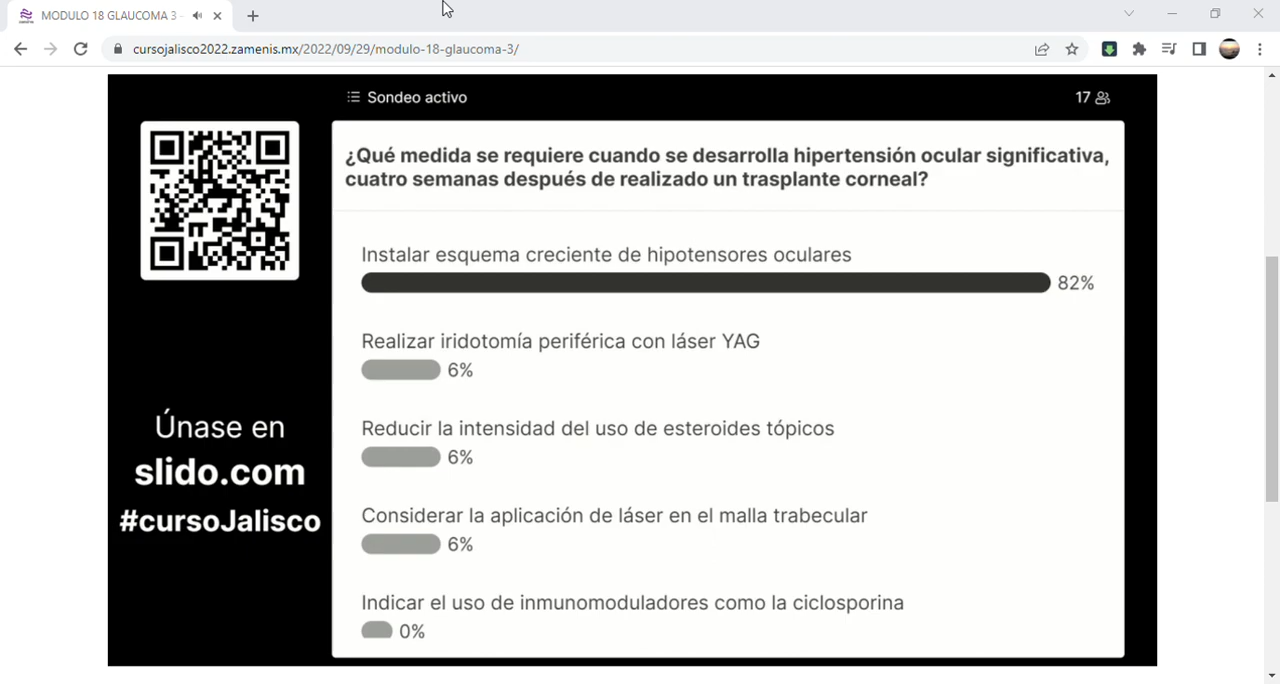 MODULO 18 GLAUCOMA 3 -
cursojalisco2022.zamenis.mx/2022/09/29/modulo-18-glaucoma-3/
Sondeo activo
17
¿Qué medida se requiere cuando se desarrolla hipertensión ocular significativa,
cuatro semanas después de realizado un trasplante corneal?
Instalar esquema creciente de hipotensores oculares
82%
Realizar iridotomía periférica con láser YAG
6%
Reducir la intensidad del uso de esteroides tópicos
6%
Considerar la aplicación de láser en el malla trabecular
6%
Indicar el uso de inmunomoduladores como la ciclosporina
0%
Únase en
slido.com
#cursoJalisco